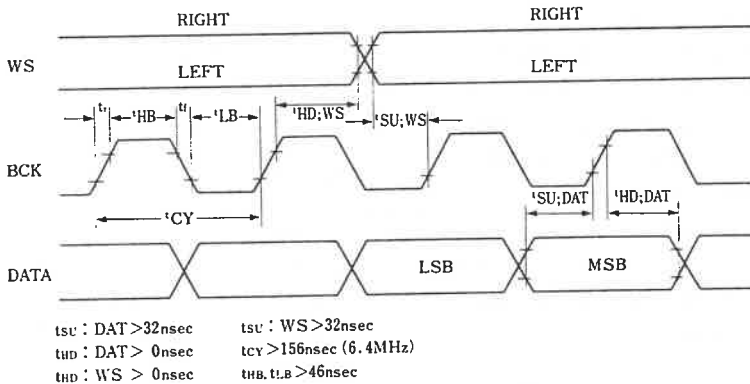 RIGHT RIGHT
WS
LEFT LEFT
tr tHB tf tLB tHD;WS tSU;WS
BCK
tCY tSU;DAT tHD;DAT
DATA LSB MSB
tSU : DAT>32nsec tSU : WS>32nsec
tHD : DAT> 0nsec tCY>156nsec (6.4MHz)
tHD : WS > 0nsec tHB, tLB>46nsec